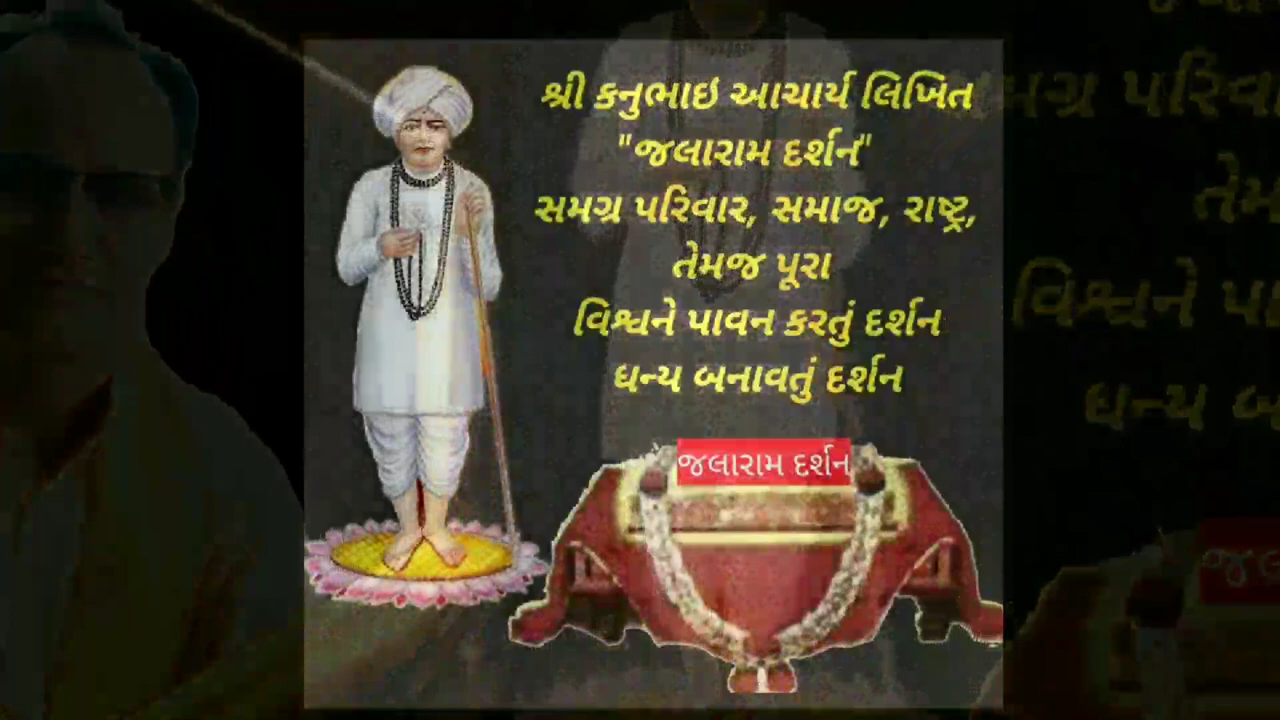 શ્રી કનુભાઇ આચાર્ય લિખિત
"જલારામ દર્શન"
સમગ્ર પરિવાર, સમાજ, રાષ્ટ્ર,
તેમજ પૂરા
વિશ્વને પાવન કરતું દર્શન
ધન્ય બનાવતું દર્શન
જલારામ દર્શન